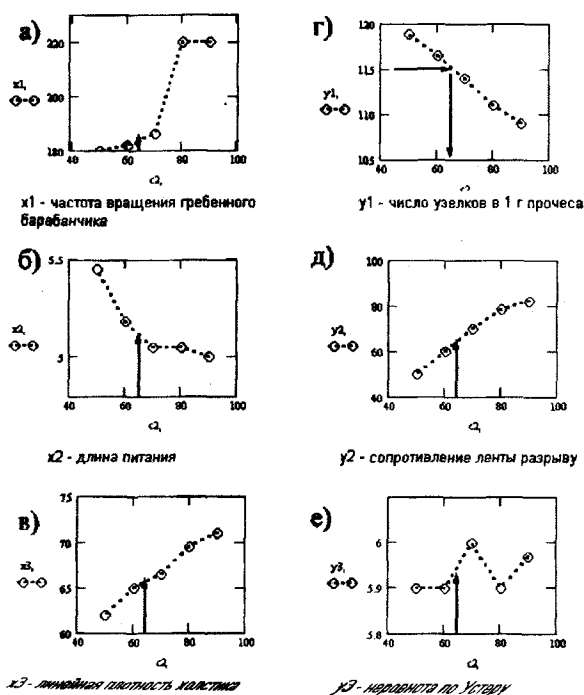 а)
220
200
180
x1,
40 60 80 100
c2,
x1 - частота вращения гребенного
барабанчика
г)
120
115
110
105
y1,
40 60 80 100
y1 - число узелков в 1 г прочеса
б)
5.5
5
x2,
40 60 80 100
c2,
x2 - длина питания
д)
100
80
60
40
y2,
40 60 80 100
c2,
y2 - сопротивление ленты разрыву
в)
75
70
65
60
x3,
40 60 80 100
c2,
x3 - линейная плотность холстика
е)
6
5.9
5.8
y3,
40 60 80 100
c2,
y3 - неровнота по Устеру